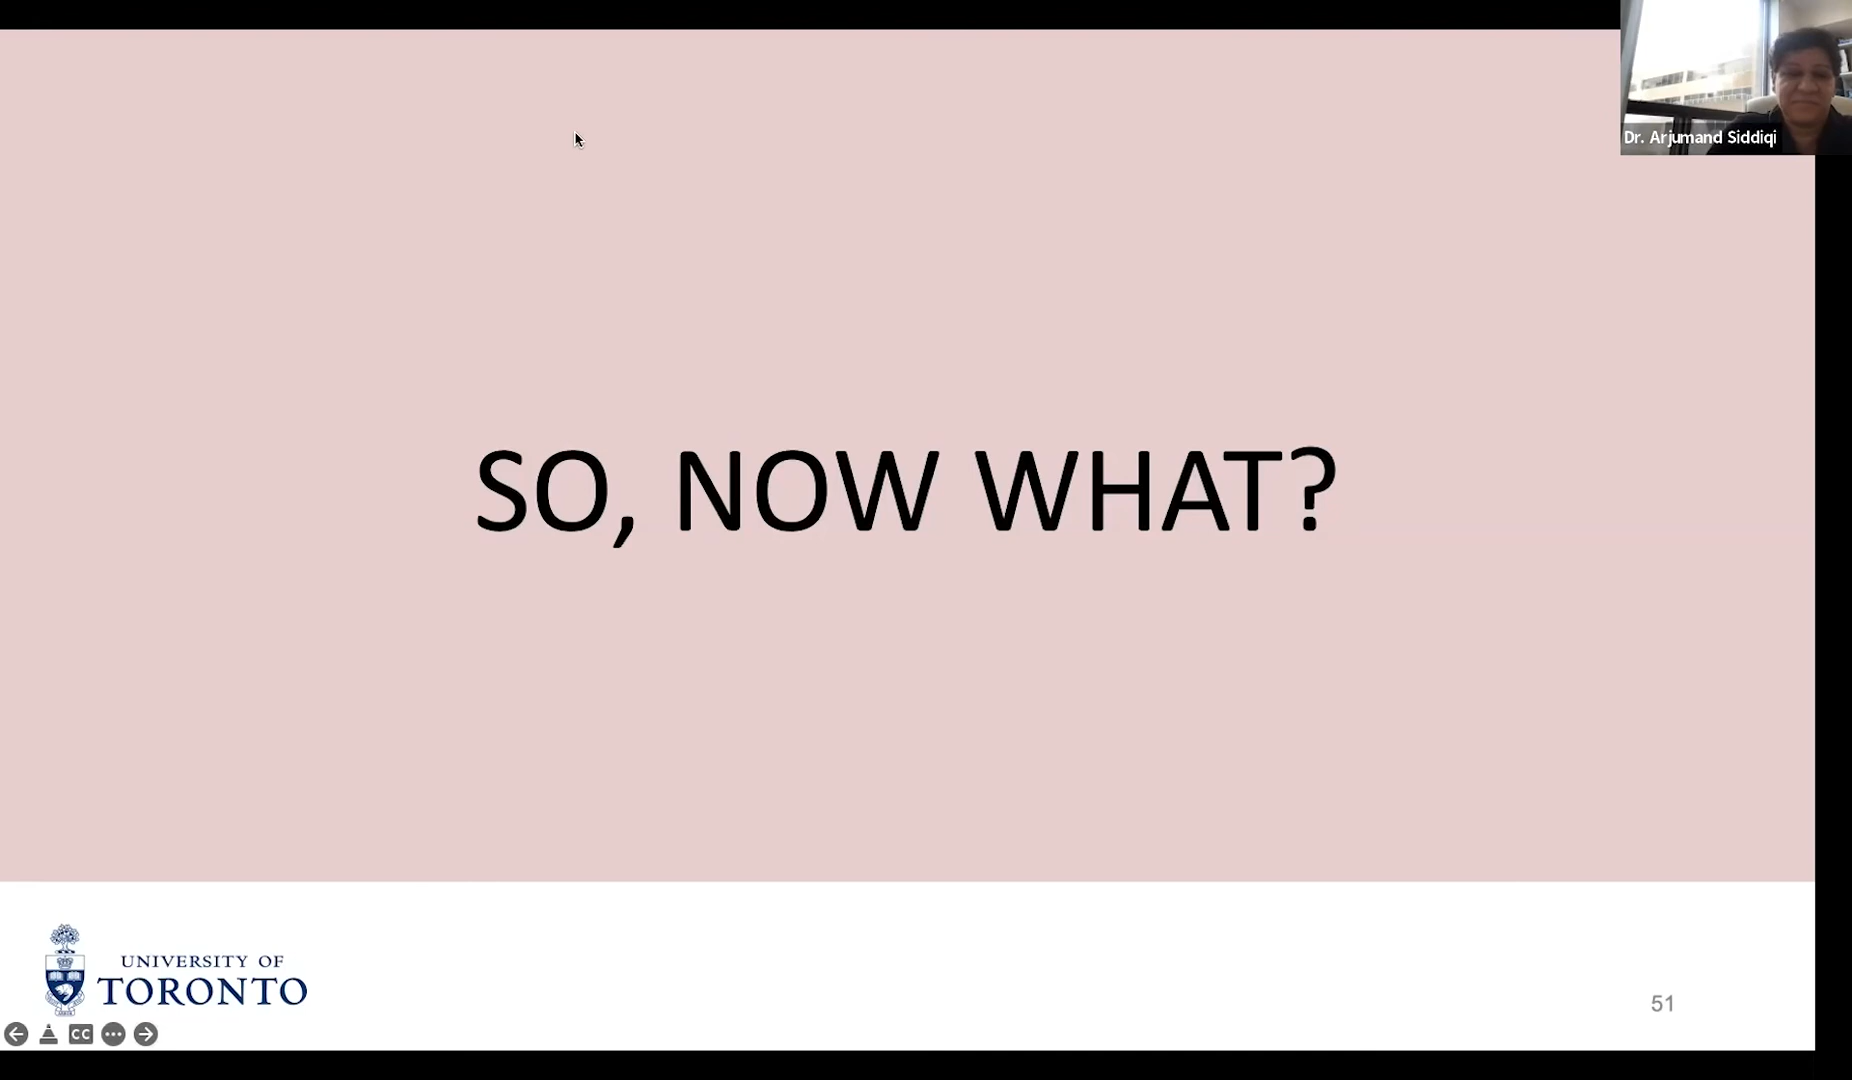 Dr. Arjumand Siddiqi
SO, NOW WHAT?
UNIVERSITY OF
TORONTO
51
CC